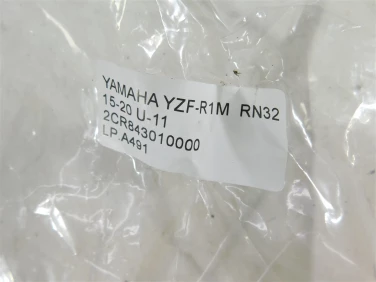 YAMAHA YZF-R1M RN32
15-20 U-11
2CR843010000
LP.A491